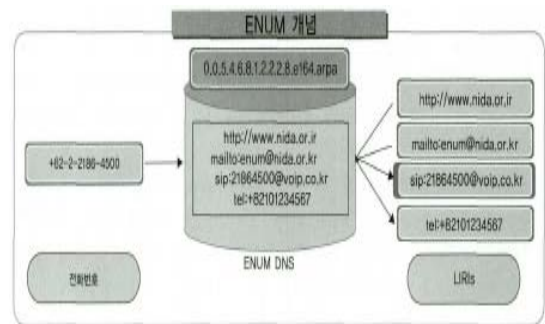 ENUM 개념
0.0.5.4.6.8.1.2.2.2.8.e164.arpa
http://www.nida.or.ir
mailto:enum@nida.or.kr
sip:21864500@voip.co.kr
tel:+82101234567
+82-2-2186-4500
http://www.nida.or.ir
mailto:enum@nida.or.kr
sip:21864500@voip.co.kr
tel:+82101234567
ENUM DNS
전화번호
LIRIs